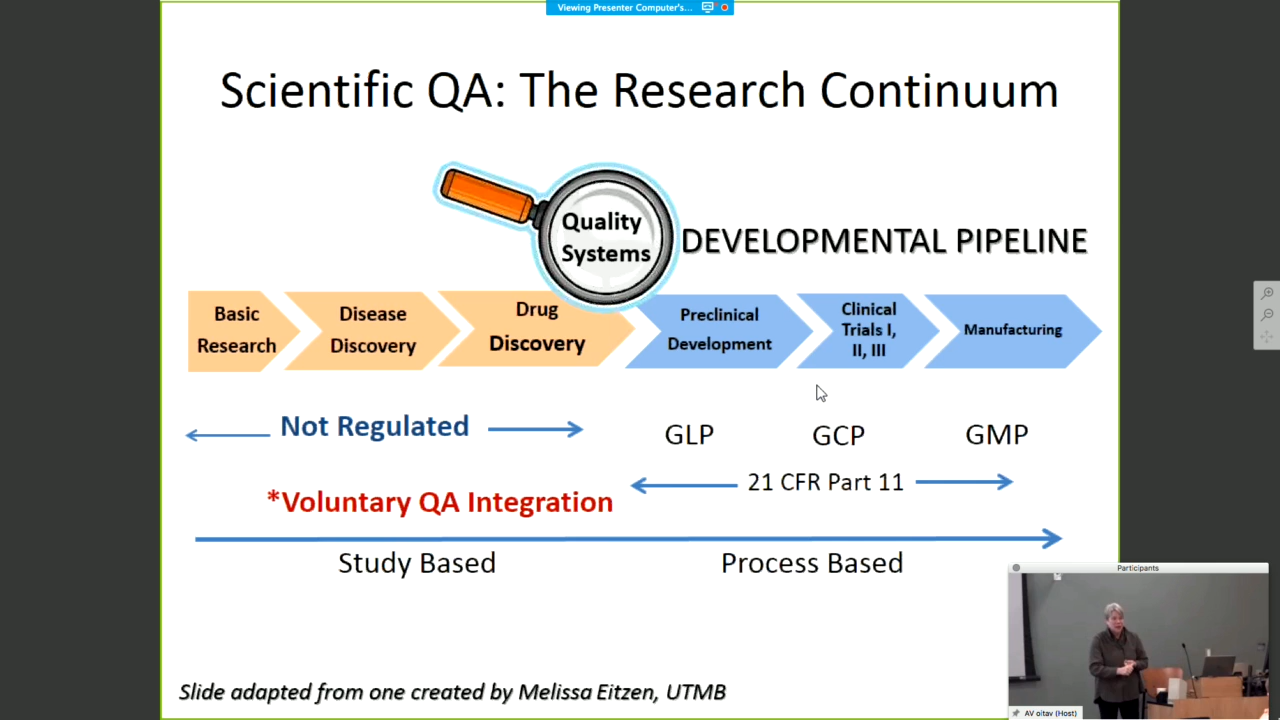 Viewing Presenter Computer's...
Scientific QA: The Research Continuum
Quality
Systems
DEVELOPMENTAL PIPELINE
Basic
Research
Disease
Discovery
Drug
Discovery
Preclinical
Development
Clinical
Trials I,
II, III
Manufacturing
Not Regulated
GLP
GCP
GMP
21 CFR Part 11
*Voluntary QA Integration
Study Based
Process Based
Slide adapted from one created by Melissa Eitzen, UTMB
Participants
AV oitav (Host)